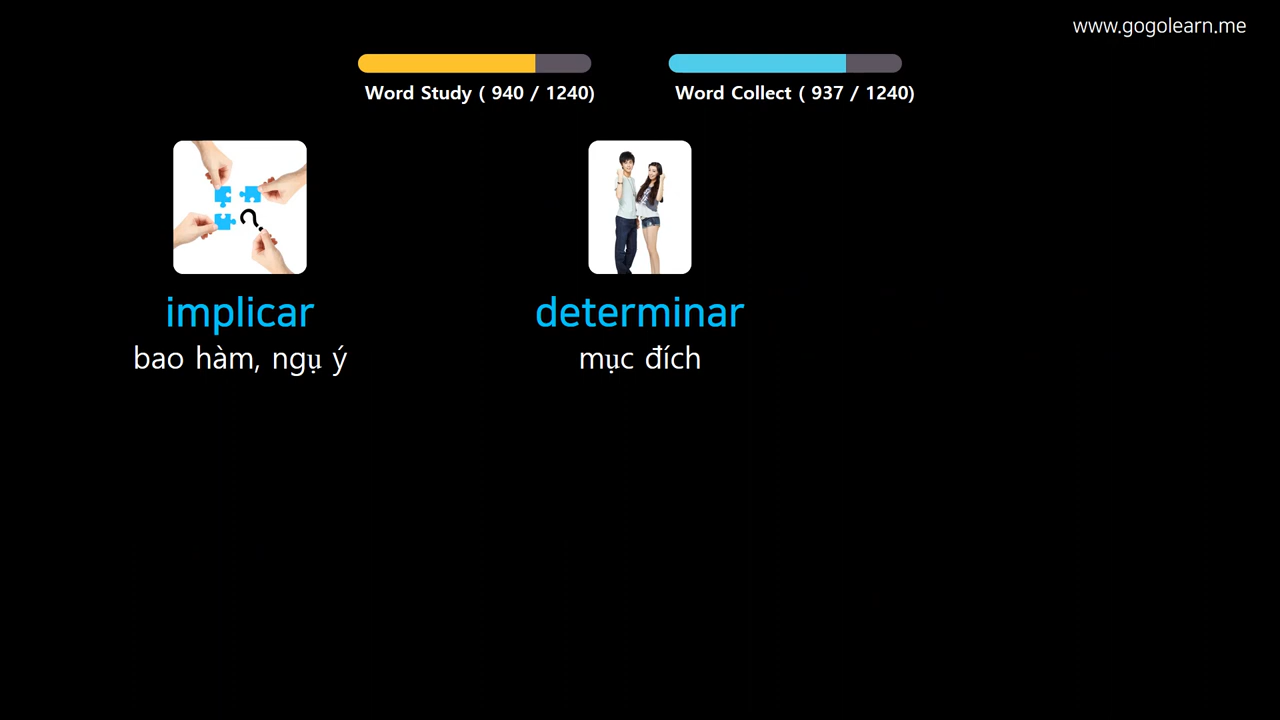 www.gogolearn.me
Word Study ( 940 / 1240)
Word Collect ( 937 / 1240)
?
implicar
bao hàm, ngụ ý
determinar
mục đích